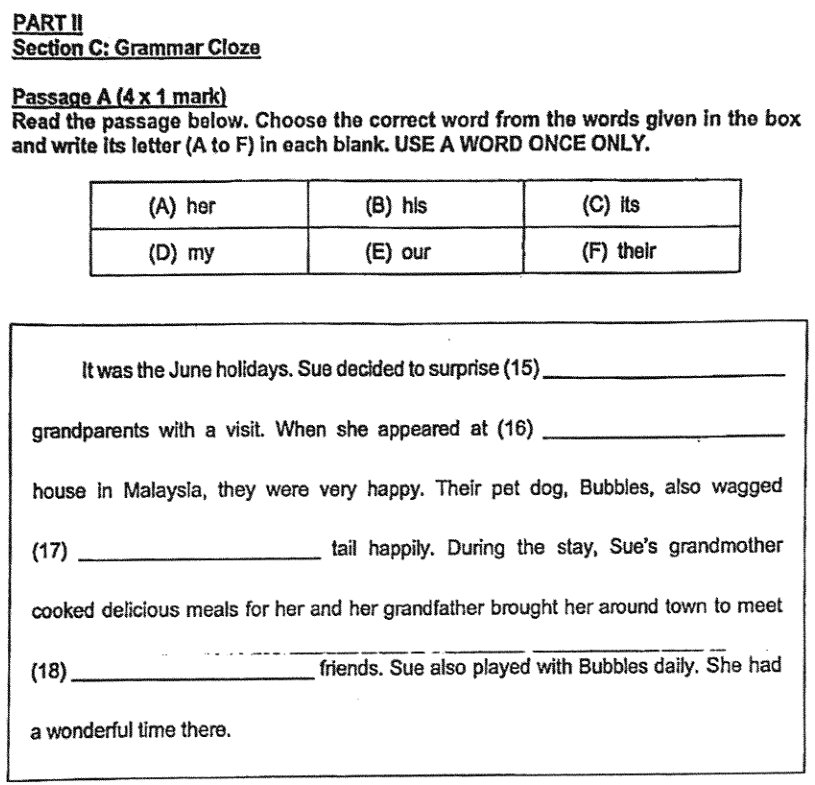 PART II
Section C: Grammar Cloze
Passage A (4 x 1 mark)
Read the passage below. Choose the correct word from the words given in the box
and write its letter (A to F) in each blank. USE A WORD ONCE ONLY.
(A) her (B) his (C) its
(D) my (E) our (F) their
It was the June holidays. Sue decided to surprise (15)
grandparents with a visit. When she appeared at (16)
house in Malaysia, they were very happy. Their pet dog, Bubbles, also wagged
(17) tail happily. During the stay, Sue's grandmother
cooked delicious meals for her and her grandfather brought her around town to meet
(18) friends. Sue also played with Bubbles daily. She had
a wonderful time there.